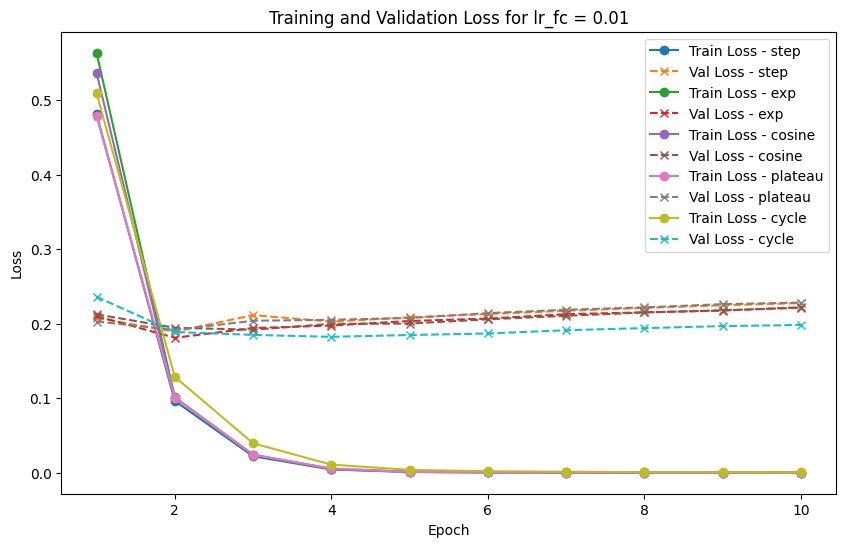 Training and Validation Loss for lr_fc = 0.01
Train Loss - step
Val Loss - step
Train Loss - exp
Val Loss - exp
Train Loss - cosine
Val Loss - cosine
Train Loss - plateau
Val Loss - plateau
Train Loss - cycle
Val Loss - cycle
Loss
0.5
0.4
0.3
0.2
0.1
0.0
2 4 6 8 10
Epoch